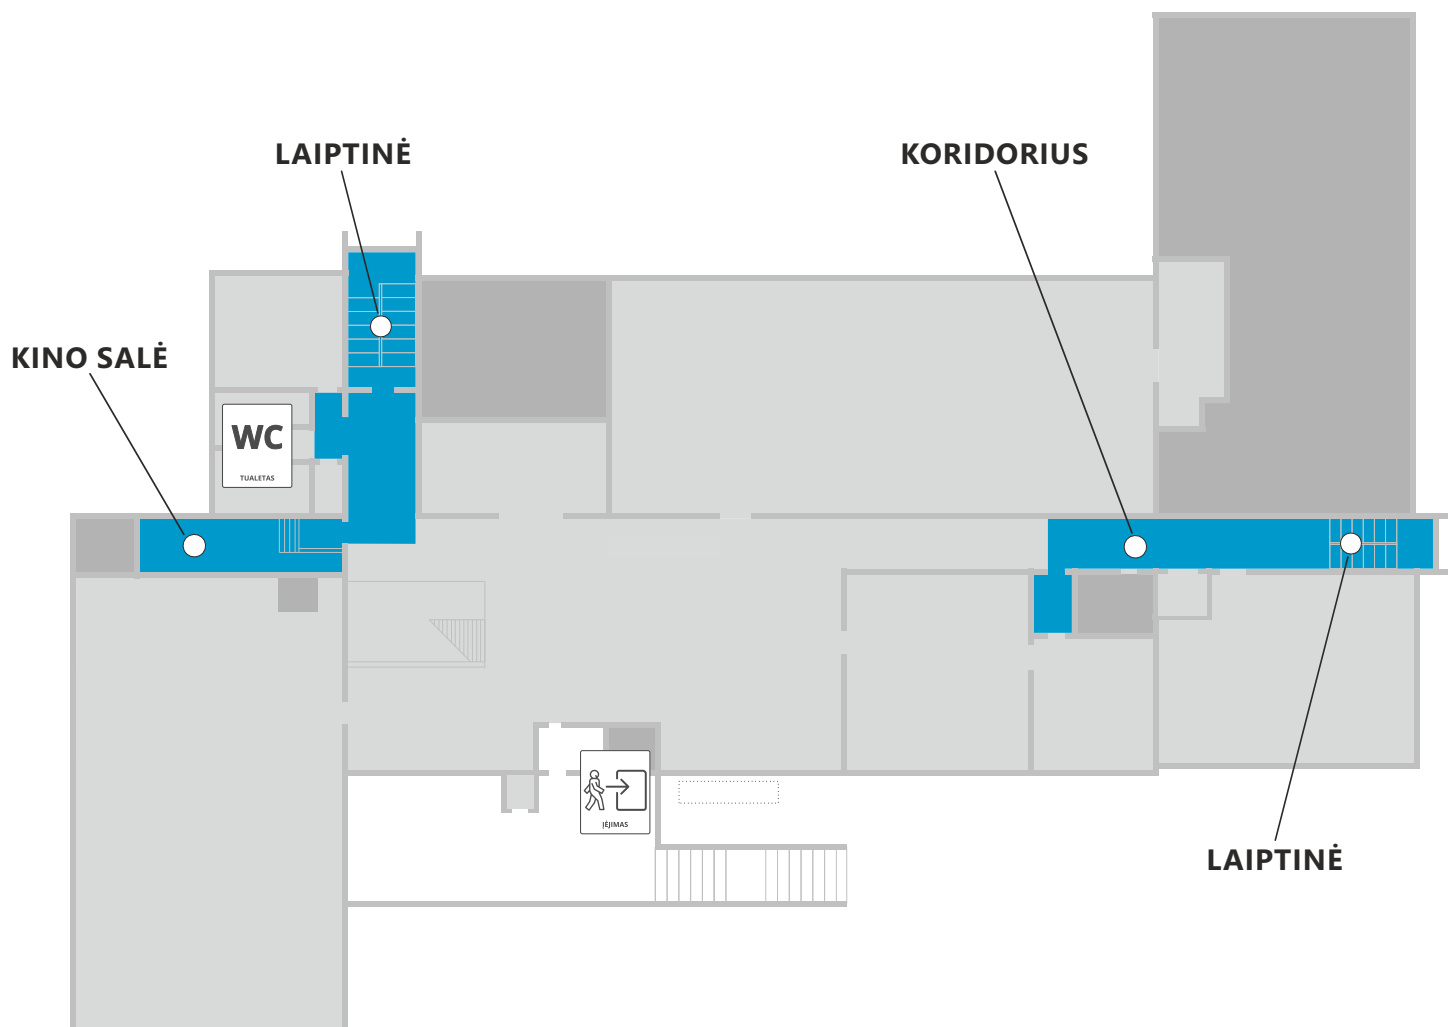 LAIPTINĖ
KORIDORIUS
KINO SALĖ
WC
TUALETAS
ĮĖJIMAS
LAIPTINĖ